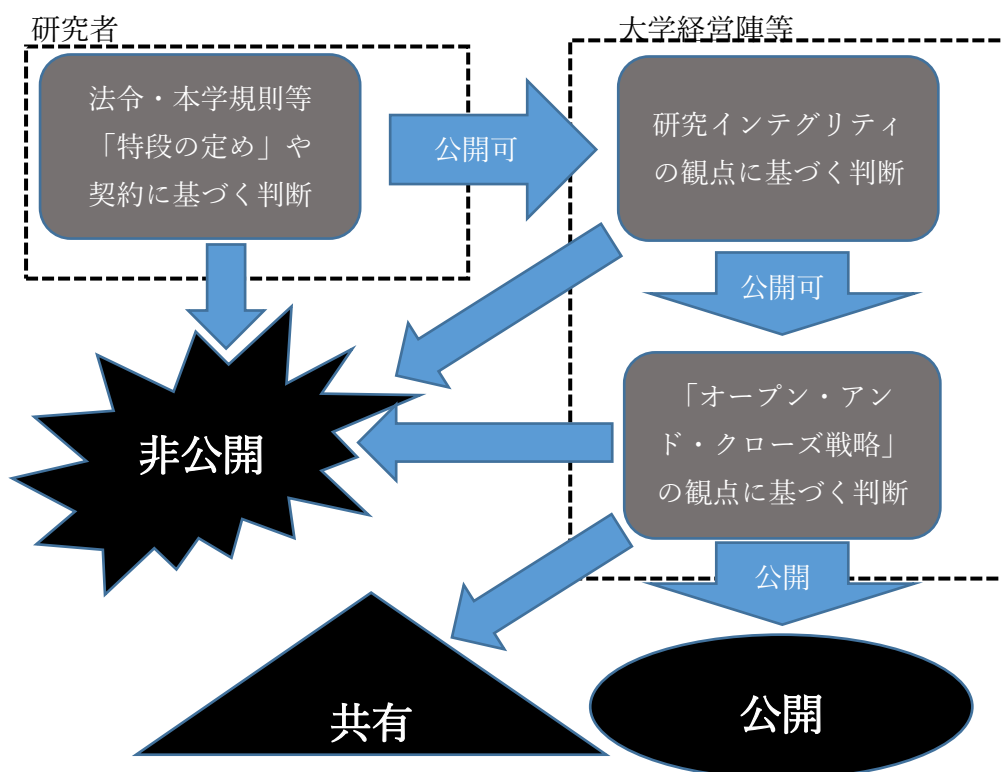 研究者
大学経営陣等
法令・本学規則等
「特段の定め」や
契約に基づく判断
公開可
研究インテグリティ
の観点に基づく判断
公開可
「オープン・アン
ド・クローズ戦略」
の観点に基づく判断
非公開
公開
共有
公開